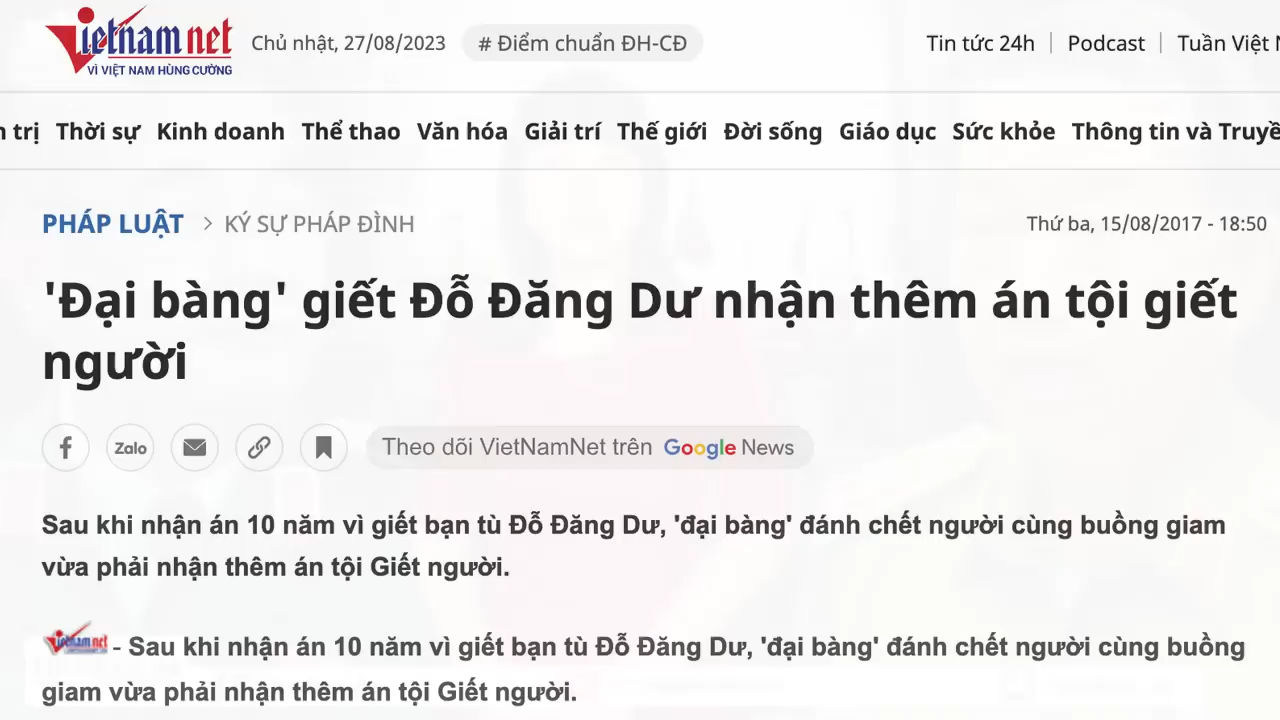 Vietnam net
VÌ VIỆT NAM HÙNG CƯỜNG
Chủ nhật, 27/08/2023
# Điểm chuẩn ĐH-CĐ
Tin tức 24h
Podcast
Tuần Việt N
n trị Thời sự Kinh doanh Thể thao Văn hóa Giải trí Thế giới Đời sống Giáo dục Sức khỏe Thông tin và Truyề
PHÁP LUẬT > KÝ SỰ PHÁP ĐÌNH
Thứ ba, 15/08/2017 - 18:50
'Đại bàng' giết Đỗ Đăng Dư nhận thêm án tội giết
người
Zalo
Theo dõi VietNamNet trên Google News
Sau khi nhận án 10 năm vì giết bạn tù Đỗ Đăng Dư, 'đại bàng' đánh chết người cùng buồng giam
vừa phải nhận thêm án tội Giết người.
Vietnam net - Sau khi nhận án 10 năm vì giết bạn tù Đỗ Đăng Dư, 'đại bàng' đánh chết người cùng buồng
giam vừa phải nhận thêm án tội Giết người.